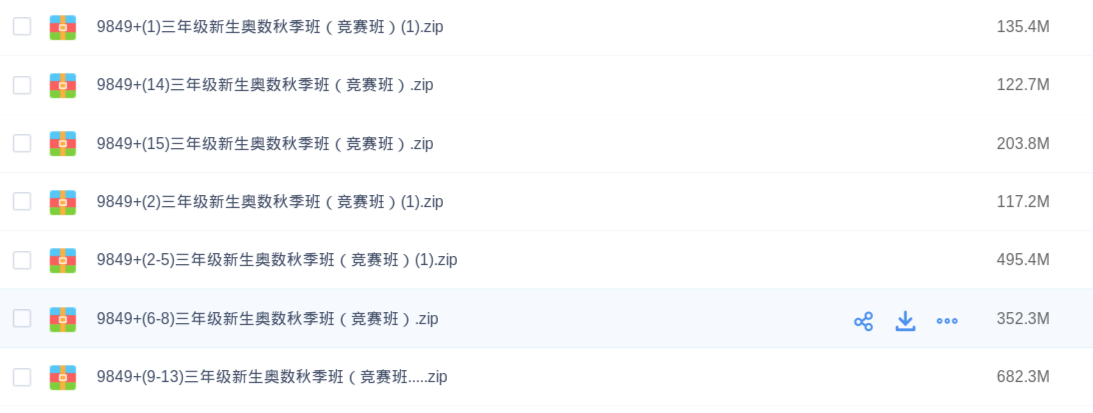 9849+(1)三年级新生奥数秋季班（竞赛班）(1).zip 135.4M
9849+(14)三年级新生奥数秋季班（竞赛班）.zip 122.7M
9849+(15)三年级新生奥数秋季班（竞赛班）.zip 203.8M
9849+(2)三年级新生奥数秋季班（竞赛班）(1).zip 117.2M
9849+(2-5)三年级新生奥数秋季班（竞赛班）(1).zip 495.4M
9849+(6-8)三年级新生奥数秋季班（竞赛班）.zip 352.3M
9849+(9-13)三年级新生奥数秋季班（竞赛班.....zip 682.3M